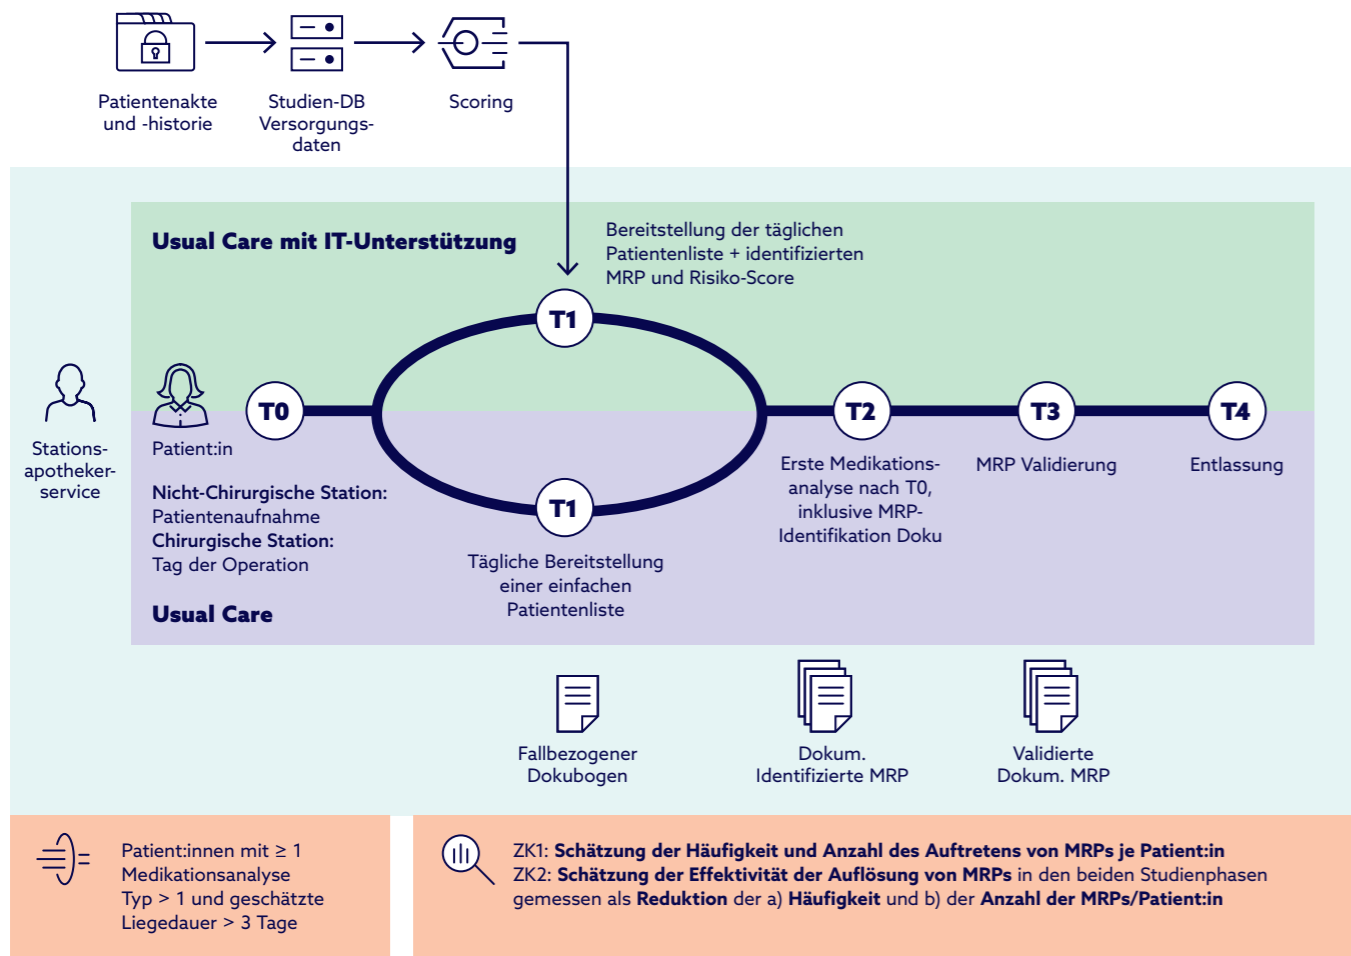 Patientenakte
und -historie
Studien-DB
Versorgungs-
daten
Scoring
Usual Care mit IT-Unterstützung
Bereitstellung der täglichen
Patientenliste + identifizierten
MRP und Risiko-Score
T1
Stations-
apotheker-
service
Patient:in
T0
T2
T3
T4
Nicht-Chirurgische Station:
Patientenaufnahme
Chirurgische Station:
Tag der Operation
T1
Tägliche Bereitstellung
einer einfachen
Patientenliste
Erste Medikations-
analyse nach T0,
inklusive MRP-
Identifikation Doku
MRP Validierung
Entlassung
Usual Care
Fallbezogener
Dokubogen
Dokum.
Identifizierte MRP
Validierte
Dokum. MRP
Patient:innen mit ≥ 1
Medikationsanalyse
Typ > 1 und geschätzte
Liegedauer > 3 Tage
ZK1: Schätzung der Häufigkeit und Anzahl des Auftretens von MRPs je Patient:in
ZK2: Schätzung der Effektivität der Auflösung von MRPs in den beiden Studienphasen
gemessen als Reduktion der a) Häufigkeit und b) der Anzahl der MRPs/Patient:in